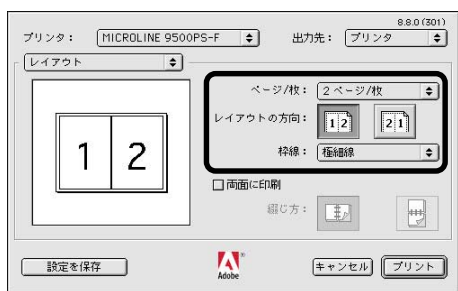 8.8.0 (301)
プリンタ： MICROLINE 9500PS-F 出力先： プリンタ
レイアウト
ページ/枚： 2 ページ/枚
レイアウトの方向： 1 2 2 1
1 2
枠線： 極細線
両面に印刷
綴じ方：
設定を保存 Adobe キャンセル プリント